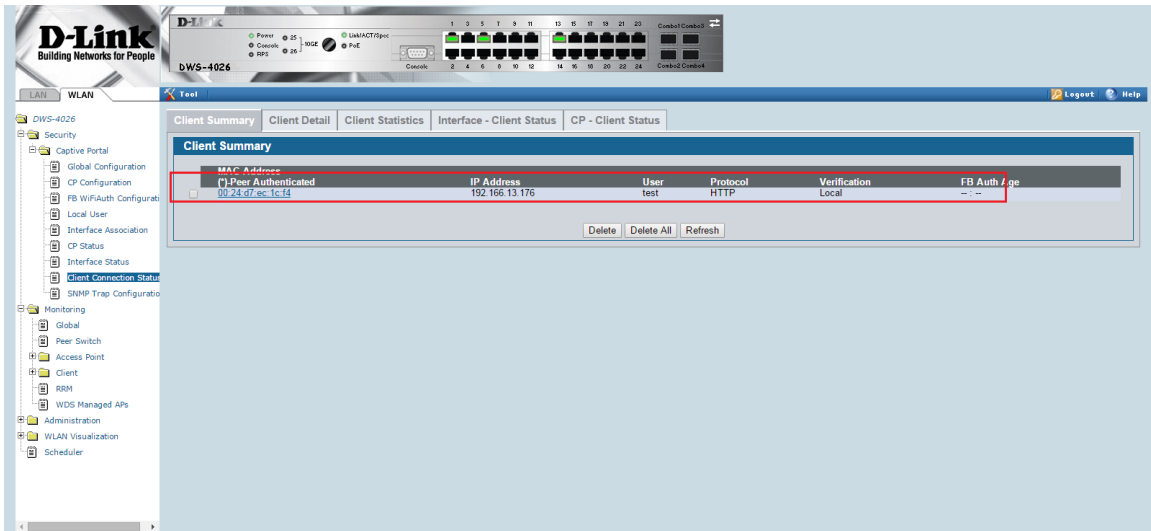 D-Link
Building Networks for People
D-Link
Power 25 10GE Link/ACT/Spee
Console 26 PoE
RPS
DWS-4026
Console
1 3 5 7 9 11 13 15 17 19 21 23 Combo1 Combo3
2 4 6 8 10 12 14 16 18 20 22 24 Combo2 Combo4
LAN WLAN
Tool Logout Help
DWS-4026
Security
Captive Portal
Global Configuration
CP Configuration
FB WiFiAuth Configurati
Local User
Interface Association
CP Status
Interface Status
Client Connection Status
SNMP Trap Configuratio
Monitoring
Global
Peer Switch
Access Point
Client
RRM
WDS Managed APs
Administration
WLAN Visualization
Scheduler
Client Summary Client Detail Client Statistics Interface - Client Status CP - Client Status
Client Summary
MAC Address
(*)-Peer Authenticated IP Address User Protocol Verification FB Auth Age
00:24:d7:ec:1c:f4 192.166.13.176 test HTTP Local -- : --
Delete Delete All Refresh